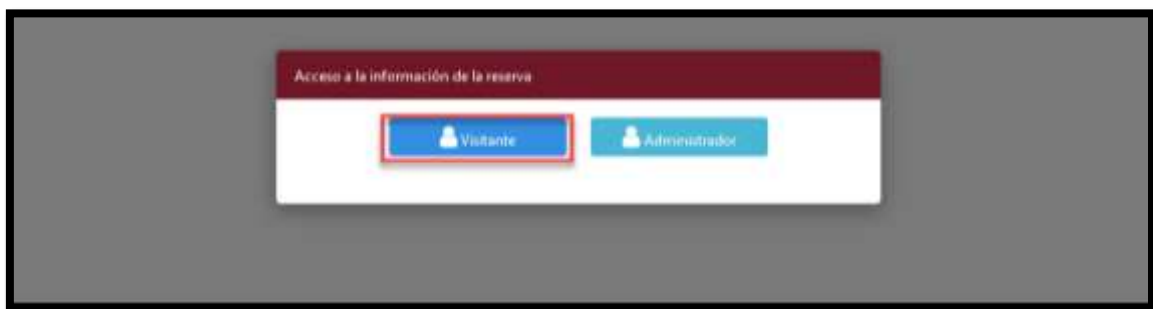 Acceso a la información de la reserva
Visitante
Administrador